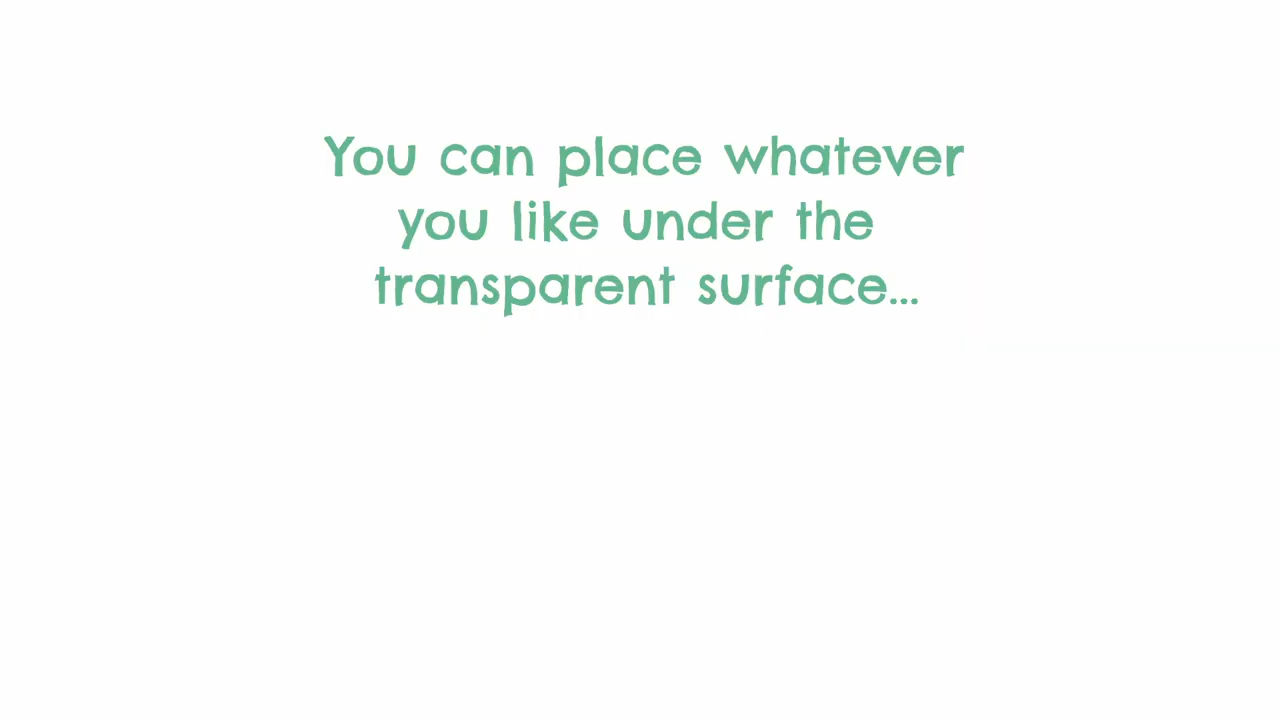 You can place whatever
you like under the
transparent surface...